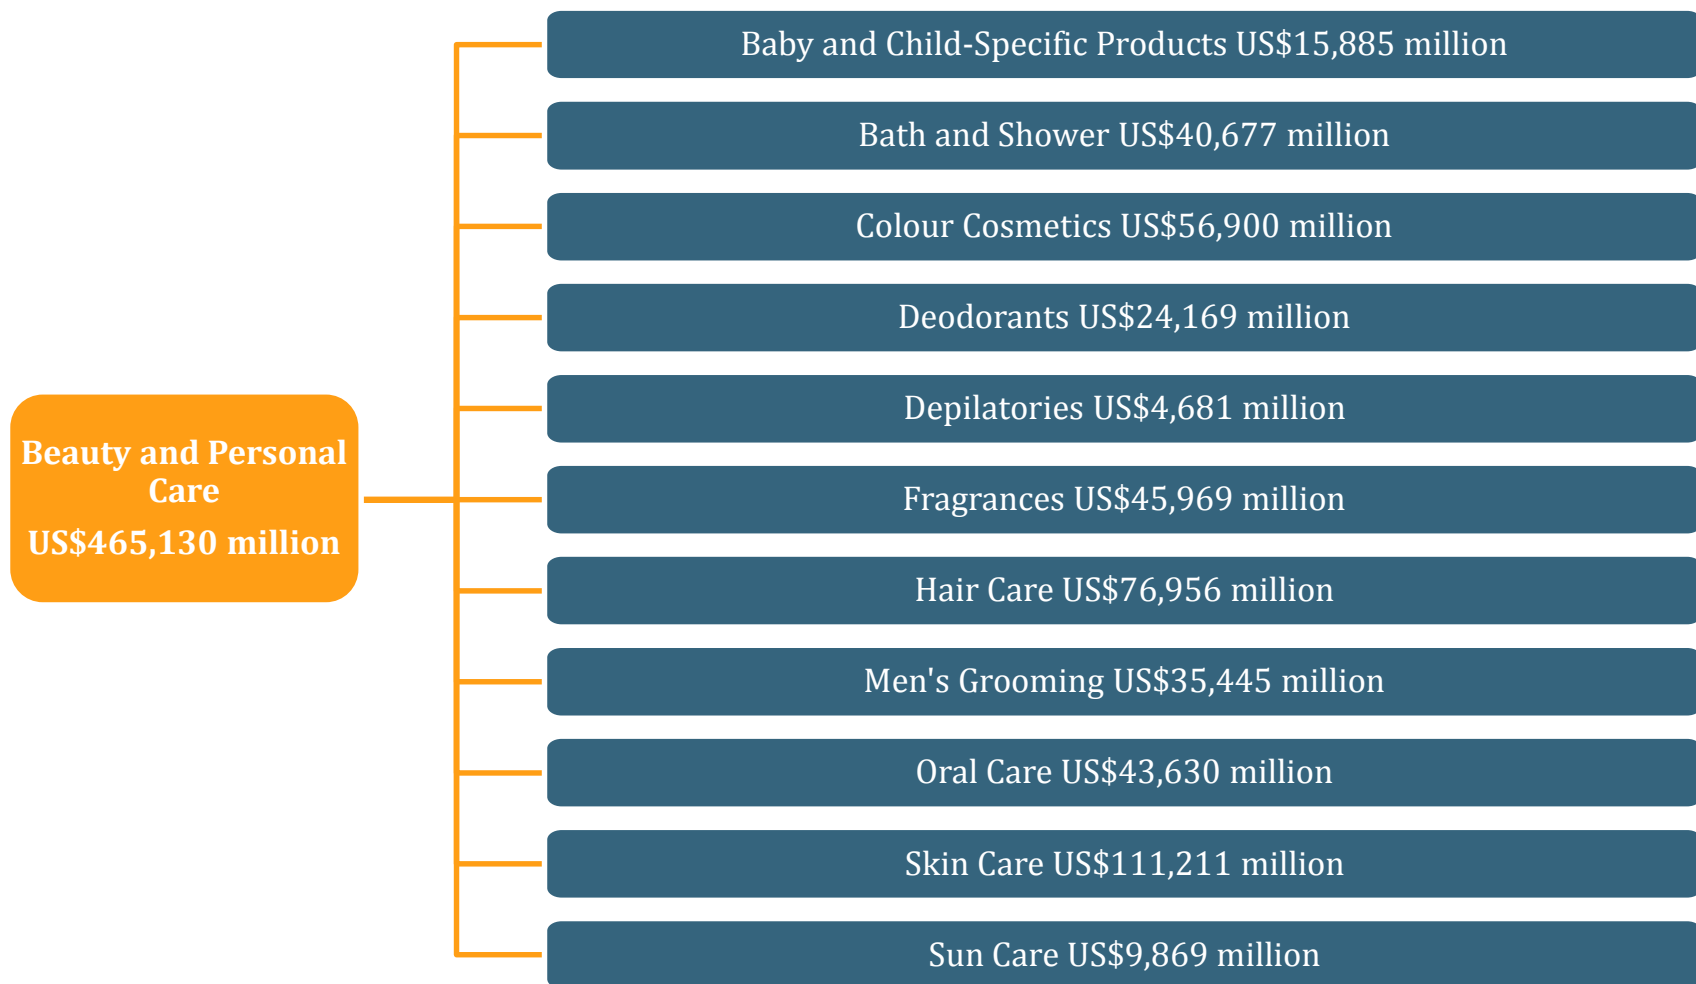 Baby and Child-Specific Products US$15,885 million
Bath and Shower US$40,677 million
Colour Cosmetics US$56,900 million
Deodorants US$24,169 million
Depilatories US$4,681 million
Beauty and Personal
Care
US$465,130 million
Fragrances US$45,969 million
Hair Care US$76,956 million
Men's Grooming US$35,445 million
Oral Care US$43,630 million
Skin Care US$111,211 million
Sun Care US$9,869 million